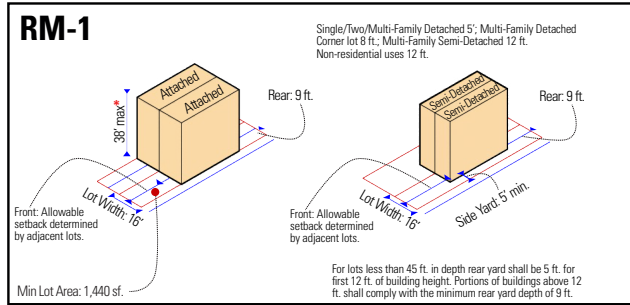 RM-1
Single/Two/Multi-Family Detached 5'; Multi-Family Detached
Corner lot 8 ft.; Multi-Family Semi-Detached 12 ft.
Non-residential uses 12 ft.
Attached
Attached
38' max*
Rear: 9 ft.
Lot Width: 16'
Front: Allowable
setback determined
by adjacent lots.
Min Lot Area: 1,440 sf.
Semi-Detached
Semi-Detached
Rear: 9 ft.
Lot Width: 16'
Side Yard: 5' min.
Front: Allowable
setback determined
by adjacent lots.
For lots less than 45 ft. in depth rear yard shall be 5 ft. for
first 12 ft. of building height. Portions of buildings above 12
ft. shall comply with the minimum rear yard depth of 9 ft.